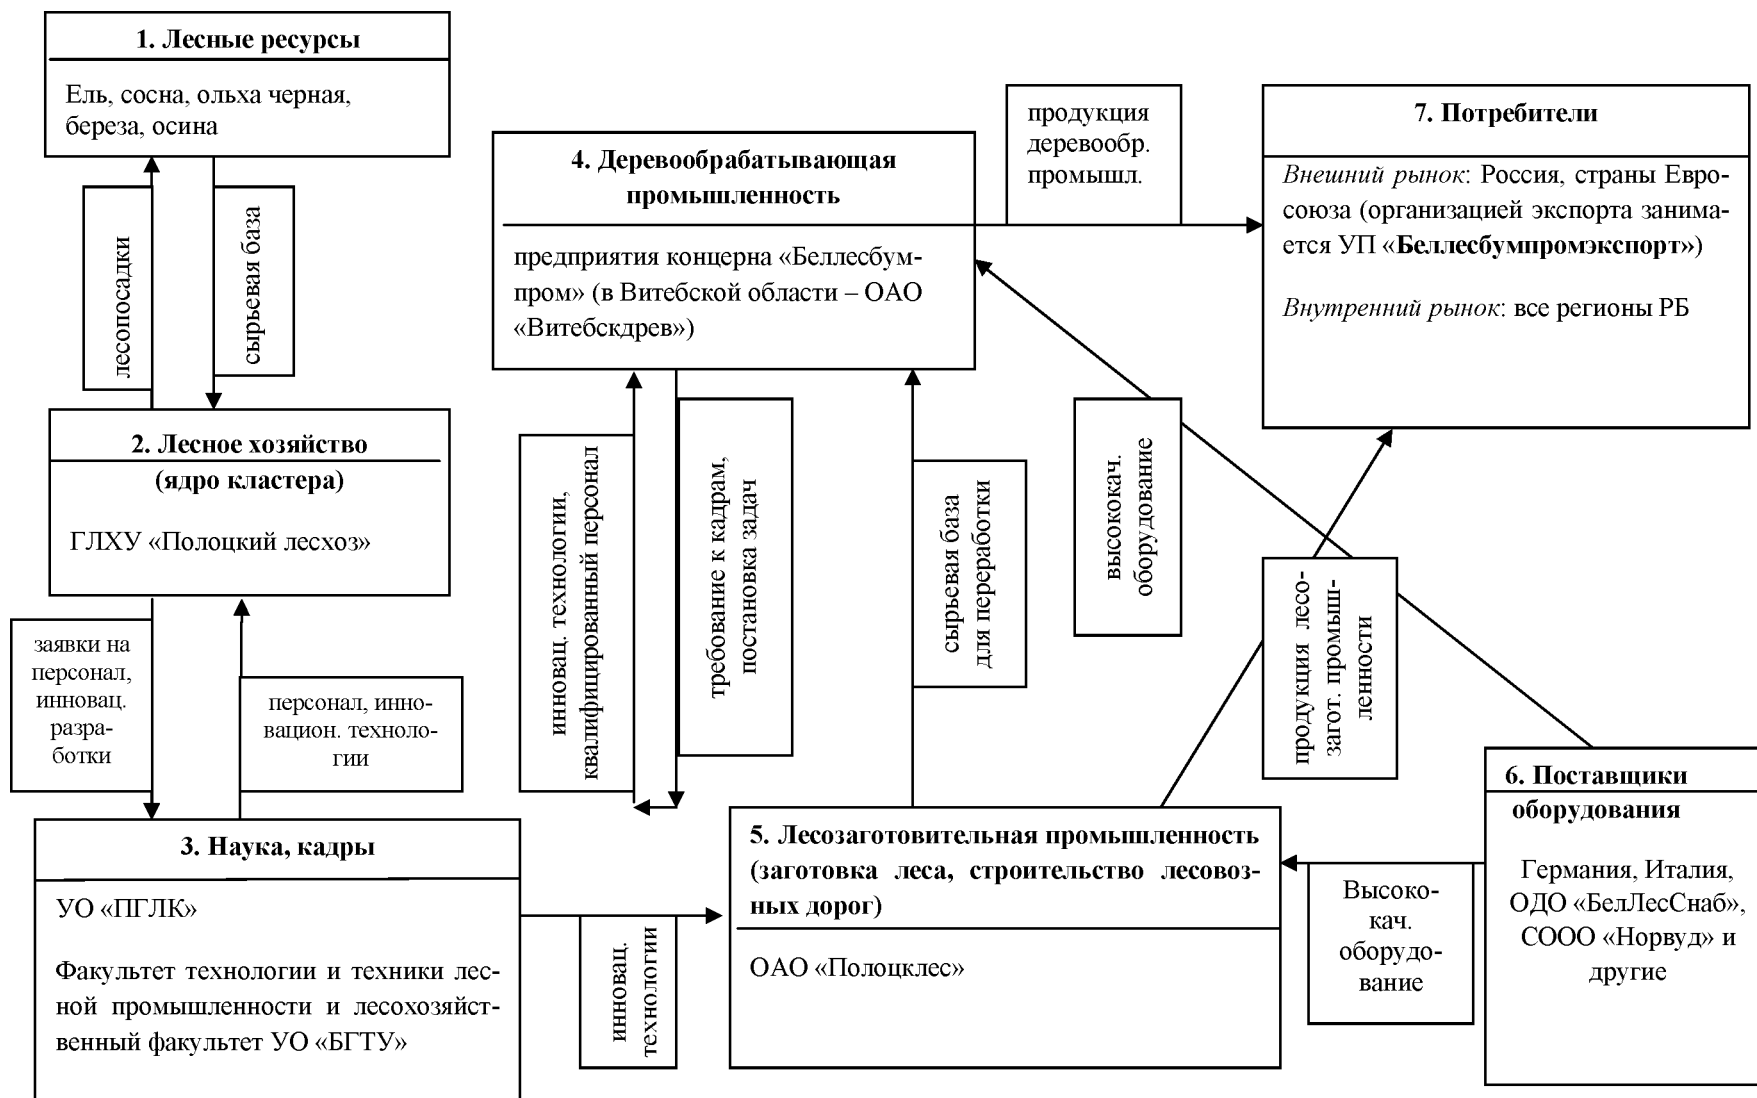 1. Лесные ресурсы
Ель, сосна, ольха черная,
береза, осина
лесопосадки
сырьевая база
2. Лесное хозяйство
(ядро кластера)
ГЛХУ «Полоцкий лесхоз»
заявки на
персонал,
инновац.
разра-
ботки
персонал, инно-
вацион. техноло-
гии
3. Наука, кадры
УО «ПГЛК»
Факультет технологии и техники лес-
ной промышленности и лесохозяйст-
венный факультет УО «БГТУ»
4. Деревообрабатывающая
промышленность
предприятия концерна «Беллесбум-
пром» (в Витебской области – ОАО
«Витебскдрев»)
инновац. технологии,
квалифицированный персонал
требование к кадрам,
постановка задач
сырьевая база
для переработки
высококач.
оборудование
продукция
деревообр.
промышл.
7. Потребители
Внешний рынок: Россия, страны Евро-
союза (организацией экспорта занима-
ется УП «Беллесбумпромэкспорт»)
Внутренний рынок: все регионы РБ
продукция лесо-
загот. промыш-
ленности
инновац.
технологии
5. Лесозаготовительная промышленность
(заготовка леса, строительство лесовоз-
ных дорог)
ОАО «Полоцклес»
Высоко-
кач.
оборудо-
вание
6. Поставщики
оборудования
Германия, Италия,
ОДО «БелЛесСнаб»,
СООО «Норвуд» и
другие